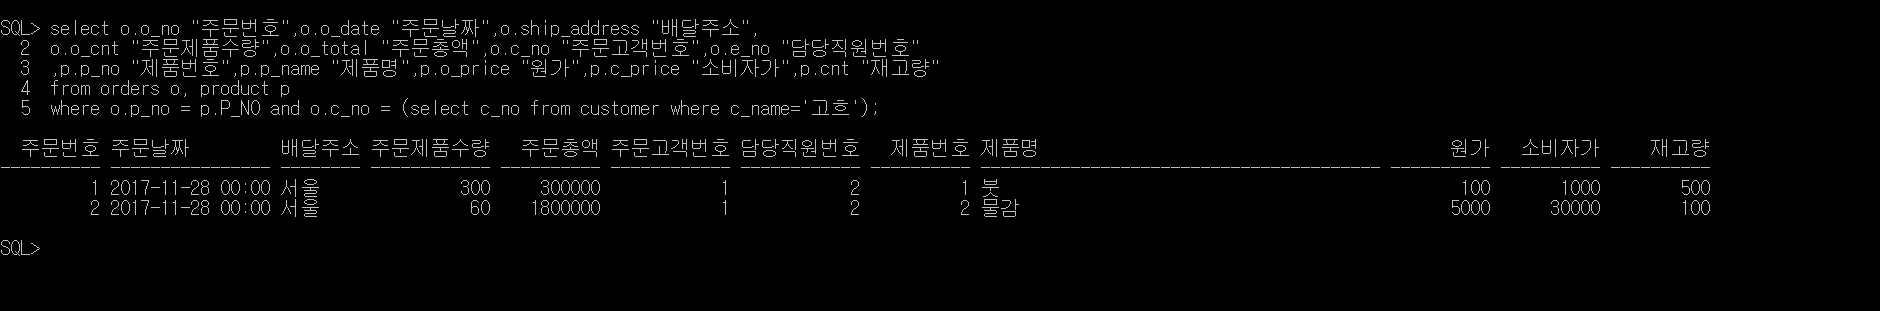 SQL> select o.o_no "주문번호",o.o_date "주문날짜",o.ship_address "배달주소",
2 o.o_cnt "주문제품수량",o.o_total "주문총액",o.c_no "주문고객번호",o.e_no "담당직원번호"
3 ,p.p_no "제품번호",p.p_name "제품명",p.o_price "원가",p.c_price "소비자가",p.cnt "재고량"
4 from orders o, product p
5 where o.p_no = p.P_NO and o.c_no = (select c_no from customer where c_name='고흐');
주문번호 주문날짜 배달주소 주문제품수량 주문총액 주문고객번호 담당직원번호 제품번호 제품명 원가 소비자가 재고량
---------- ---------------- -------- ------------ ---------- ------------ ------------ ---------- ---------------------------------------- ---------- ---------- ----------
1 2017-11-28 00:00 서울 300 300000 1 2 1 붓 100 1000 500
2 2017-11-28 00:00 서울 60 1800000 1 2 2 물감 5000 30000 100
SQL>